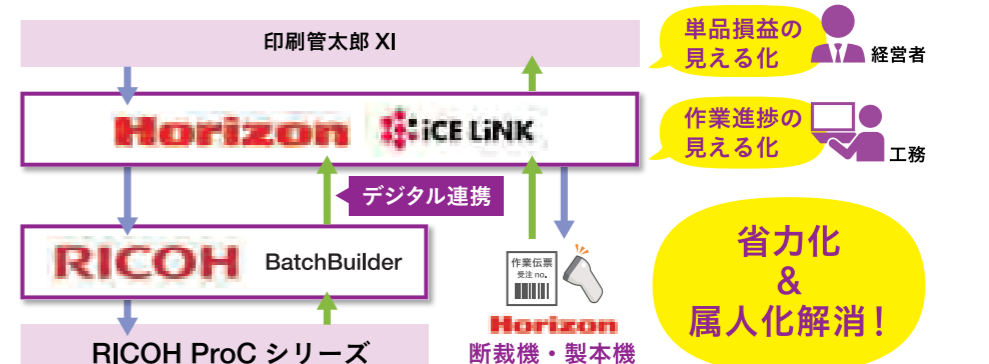 印刷管太郎 XI
単品損益の
見える化
経営者
Horizon iCE LiNK
作業進捗の
見える化
工務
デジタル連携
RICOH BatchBuilder
作業伝票
受注 no.
Horizon
断裁機・製本機
RICOH ProC シリーズ
省力化
&
属人化解消!